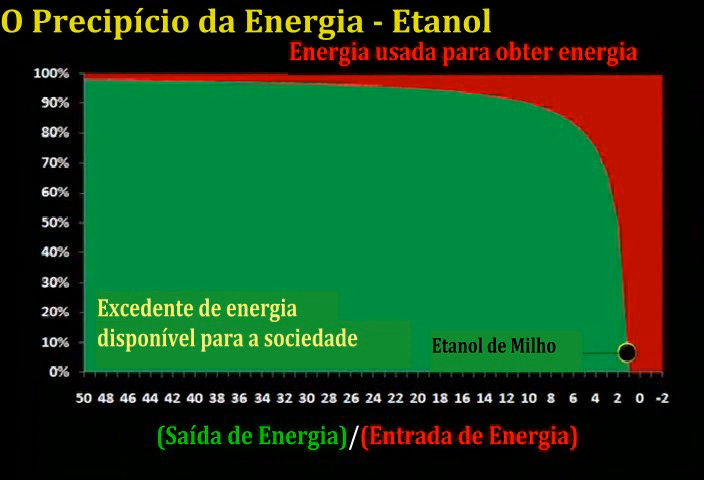 O Precipício da Energia - Etanol
Energia usada para obter energia
100%
90%
80%
70%
60%
50%
40%
30%
20%
10%
0%
Excedente de energia
disponível para a sociedade
Etanol de Milho
50 48 46 44 42 40 38 36 34 32 30 28 26 24 22 20 18 16 14 12 10 8 6 4 2 0 -2
(Saída de Energia)/(Entrada de Energia)